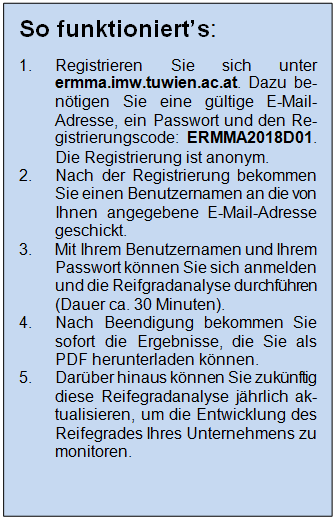 So funktioniert's:
1. Registrieren Sie sich unter
ermma.imw.tuwien.ac.at. Dazu be-
nötigen Sie eine gültige E-Mail-
Adresse, ein Passwort und den Re-
gistrierungscode: ERMMA2018D01.
Die Registrierung ist anonym.
2. Nach der Registrierung bekommen
Sie einen Benutzernamen an die von
Ihnen angegebene E-Mail-Adresse
geschickt.
3. Mit Ihrem Benutzernamen und Ihrem
Passwort können Sie sich anmelden
und die Reifgradanalyse durchführen
(Dauer ca. 30 Minuten).
4. Nach Beendigung bekommen Sie
sofort die Ergebnisse, die Sie als
PDF herunterladen können.
5. Darüber hinaus können Sie zukünftig
diese Reifegradanalyse jährlich ak-
tualisieren, um die Entwicklung des
Reifegrades Ihres Unternehmens zu
monitoren.